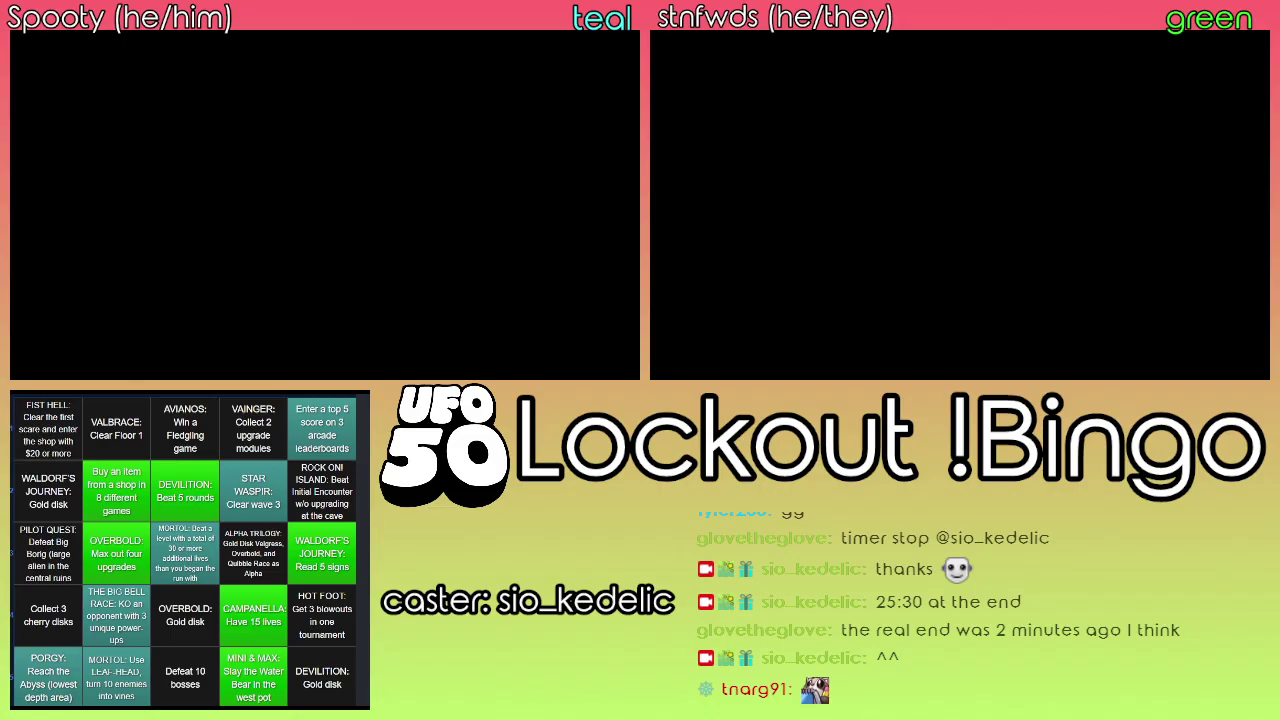 Spooty (he/him)
teal
stnfwds (he/they)
green
FIST HELL:
Clear the first
scare and enter
the shop with
$20 or more
VALBRACE:
Clear Floor 1
AVIANOS:
Win a
Fledgling
game
VAINGER:
Collect 2
upgrade
modules
Enter a top 5
score on 3
arcade
leaderboards
WALDORF'S
JOURNEY:
Gold disk
Buy an item
from a shop in
8 different
games
DEVILITION:
Beat 5 rounds
STAR
WASPIR:
Clear wave 3
ROCK ON!
ISLAND: Beat
Initial Encounter
w/o upgrading
at the cave
PILOT QUEST:
Defeat Big
Borig (large
alien in the
central ruins
OVERBOLD:
Max out four
upgrades
MORTOL: Beat a
level with a total of
30 or more
additional lives
than you began the
run with
ALPHA TRILOGY:
Gold Disk Velgress,
Overbold, and
Quibble Race as
Alpha
WALDORF'S
JOURNEY:
Read 5 signs
Collect 3
cherry disks
THE BIG BELL
RACE: KO an
opponent with 3
unique power-
ups
OVERBOLD:
Gold disk
CAMPANELLA:
Have 15 lives
HOT FOOT:
Get 3 blowouts
in one
tournament
PORGY:
Reach the
Abyss (lowest
depth area)
MORTOL: Use
LEAF-HEAD,
turn 10 enemies
into vines
Defeat 10
bosses
MINI & MAX:
Slay the Water
Bear in the
west pot
DEVILITION:
Gold disk
UFO
50
Lockout !Bingo
caster: sio_kedelic
gg
glovetheglove: timer stop @sio_kedelic
sio_kedelic: thanks
sio_kedelic: 25:30 at the end
glovetheglove: the real end was 2 minutes ago I think
sio_kedelic: ^^
tnarg91: